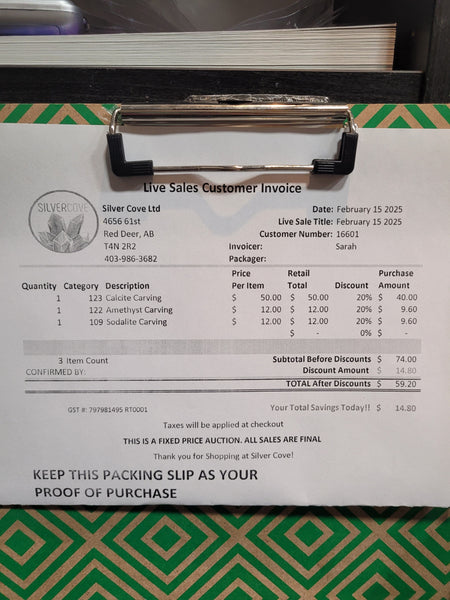 Live Sales Customer Invoice
SILVERCOVE
Silver Cove Ltd
4656 61st
Red Deer, AB
T4N 2R2
403-986-3682
Date: February 15 2025
Live Sale Title: February 15 2025
Customer Number: 16601
Invoicer: Sarah
Packager:
Quantity Category Description Price Per Item Retail Total Discount Purchase Amount
1 123 Calcite Carving $ 50.00 $ 50.00 20% $ 40.00
1 122 Amethyst Carving $ 12.00 $ 12.00 20% $ 9.60
1 109 Sodalite Carving $ 12.00 $ 12.00 20% $ 9.60
$ - 0% $ -
3 Item Count Subtotal Before Discounts $ 74.00
CONFIRMED BY: Discount Amount $ 14.80
TOTAL After Discounts $ 59.20
GST #: 797981495 RT0001 Your Total Savings Today!! $ 14.80
Taxes will be applied at checkout
THIS IS A FIXED PRICE AUCTION. ALL SALES ARE FINAL
Thank you for Shopping at Silver Cove!
KEEP THIS PACKING SLIP AS YOUR
PROOF OF PURCHASE